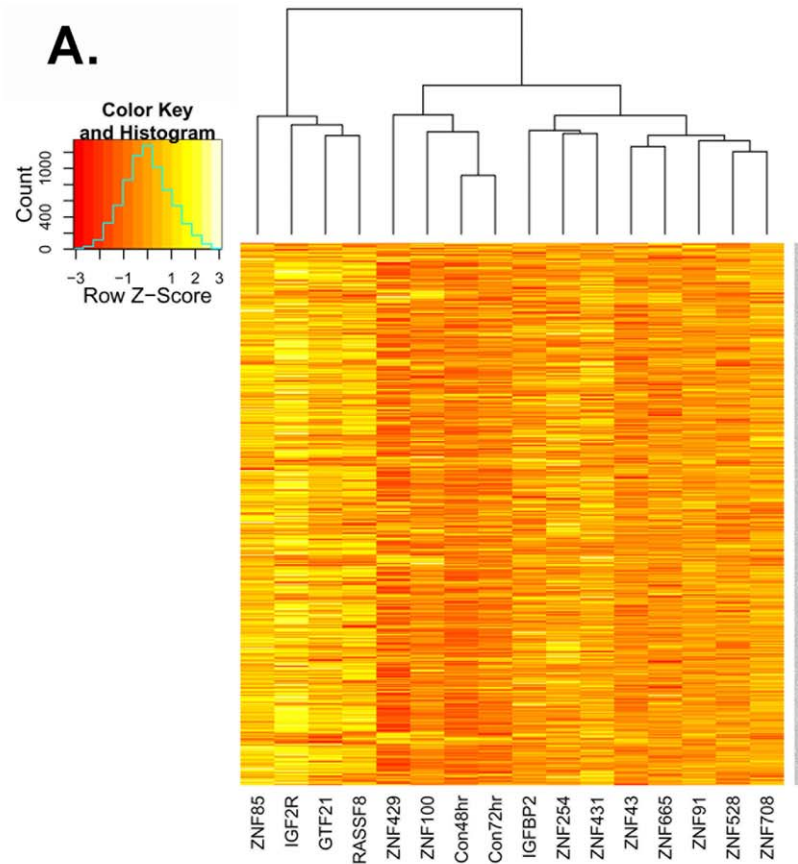 A.
Color Key
and Histogram
Count
0 400 1000
−3 −1 1 2 3
Row Z−Score
ZNF85
IGF2R
GTF21
RASSF8
ZNF429
ZNF100
Con48hr
Con72hr
IGFBP2
ZNF254
ZNF431
ZNF43
ZNF665
ZNF91
ZNF528
ZNF708